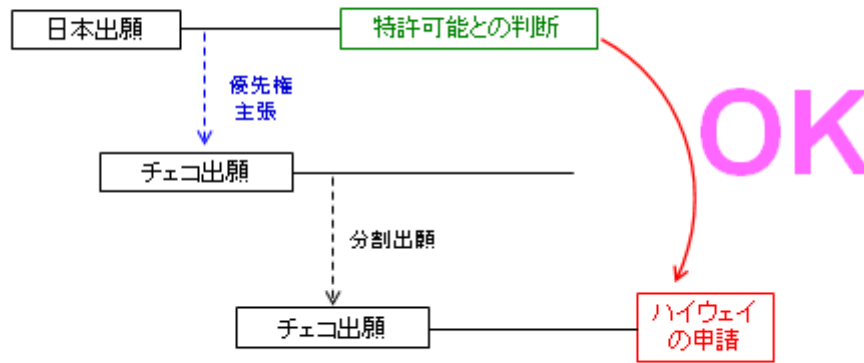 日本出願
特許可能との判断
優先権
主張
OK
チェコ出願
分割出願
チェコ出願
ハイウェイ
の申請